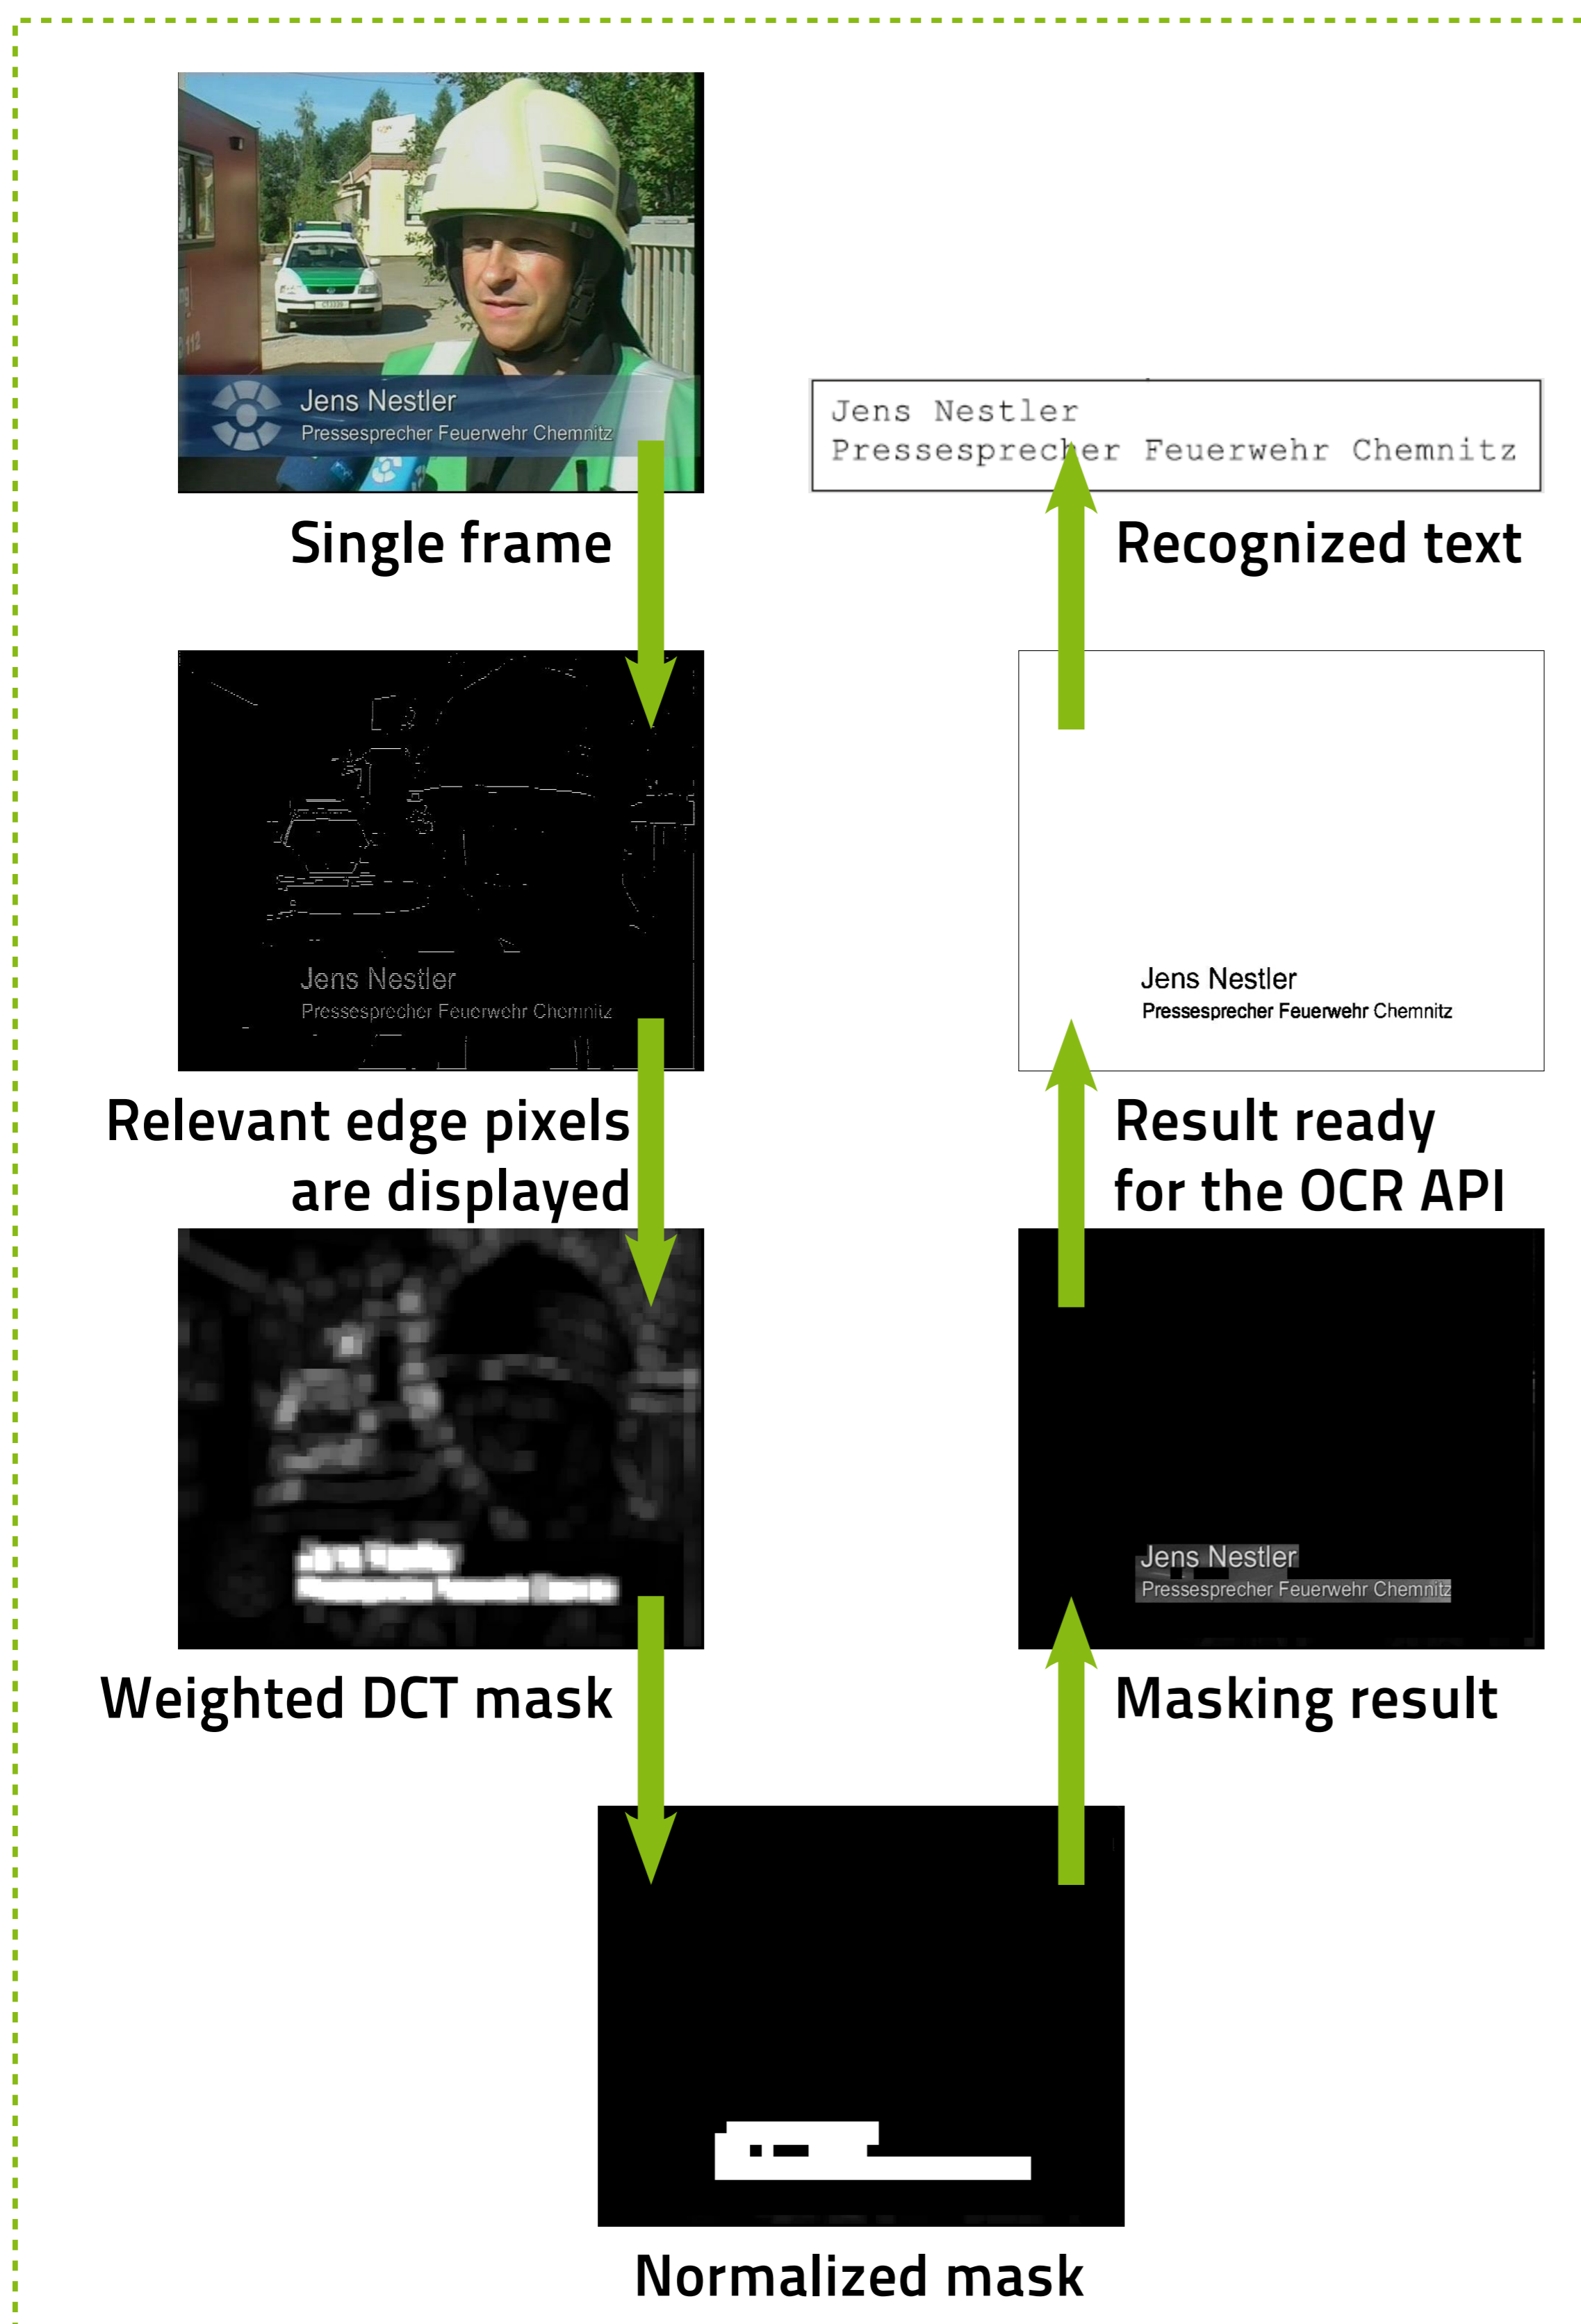 Jens Nestler
Pressesprecher Feuerwehr Chemnitz
112
Single frame
Jens Nestler
Pressesprecher Feuerwehr Chemnitz
Recognized text
Jens Nestler
Pressesprecher Feuerwehr Chemnitz
Relevant edge pixels
are displayed
Jens Nestler
Pressesprecher Feuerwehr Chemnitz
Result ready
for the OCR API
Weighted DCT mask
Jens Nestler
Pressesprecher Feuerwehr Chemnitz
Masking result
Normalized mask